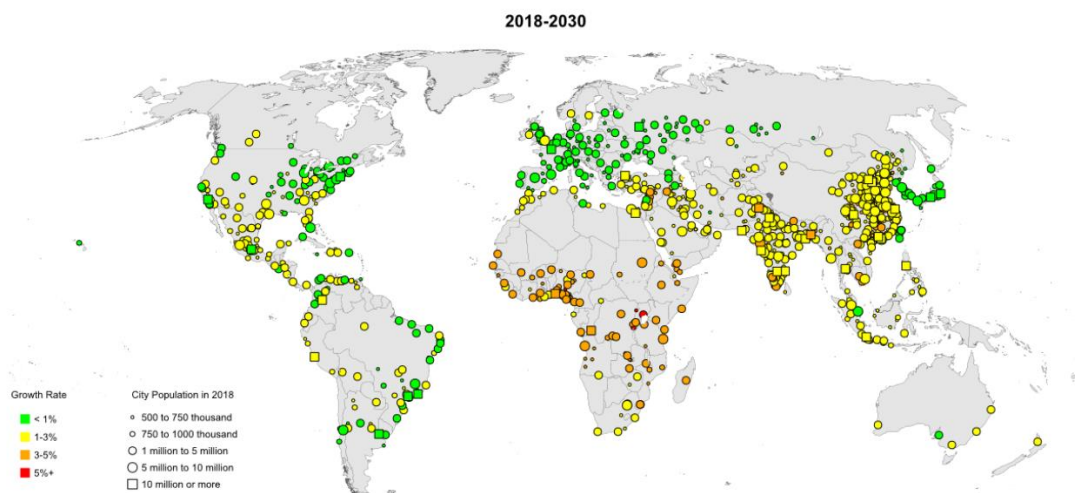 2018-2030
Growth Rate
< 1%
1-3%
3-5%
5%+
City Population in 2018
500 to 750 thousand
750 to 1000 thousand
1 million to 5 million
5 million to 10 million
10 million or more